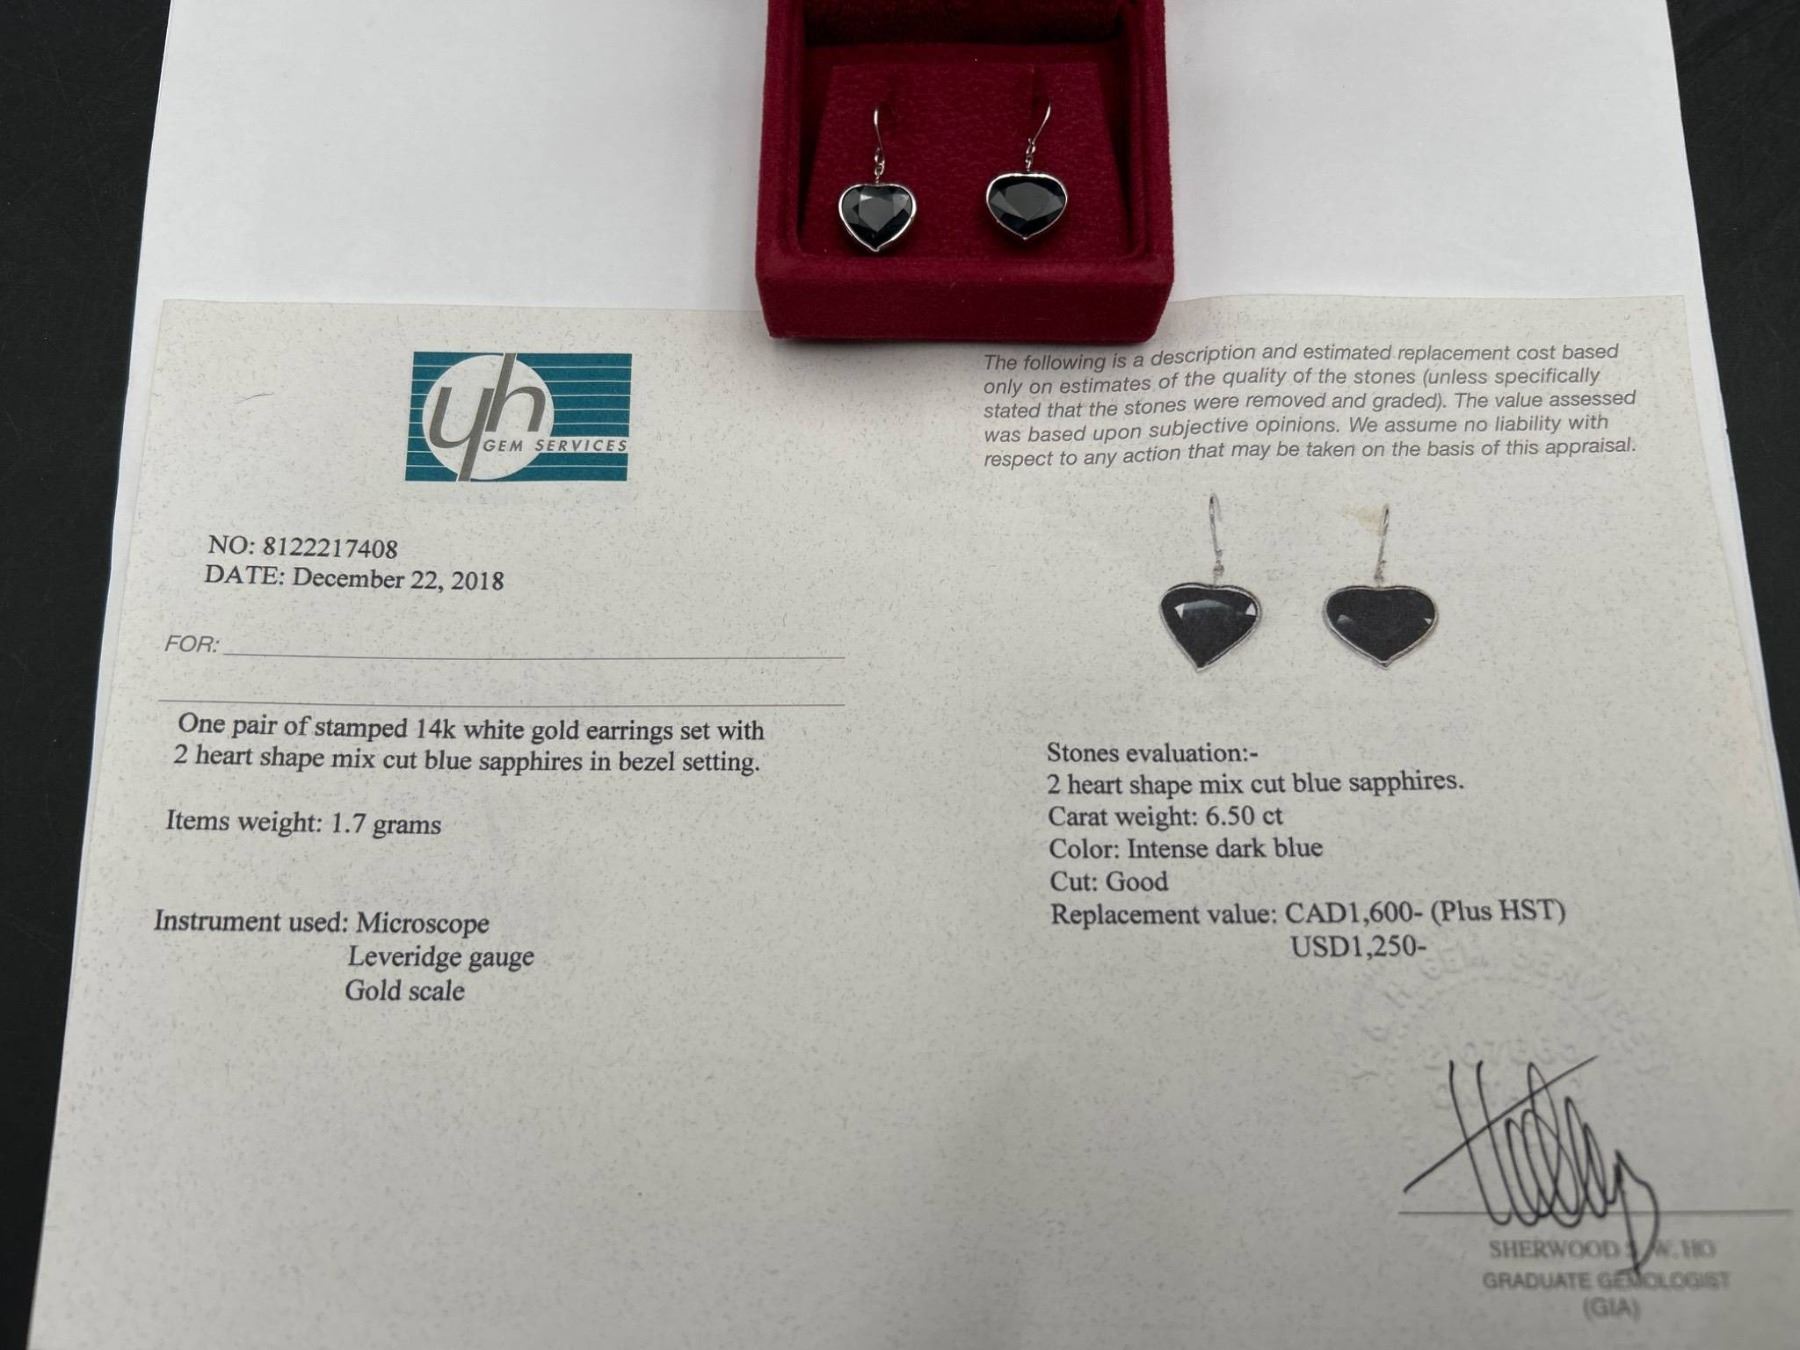 yh
GEM SERVICES
The following is a description and estimated replacement cost based
only on estimates of the quality of the stones (unless specifically
stated that the stones were removed and graded). The value assessed
was based upon subjective opinions. We assume no liability with
respect to any action that may be taken on the basis of this appraisal.
NO: 8122217408
DATE: December 22, 2018
FOR:
One pair of stamped 14k white gold earrings set with
2 heart shape mix cut blue sapphires in bezel setting.
Items weight: 1.7 grams
Instrument used: Microscope
Leveridge gauge
Gold scale
Stones evaluation:-
2 heart shape mix cut blue sapphires.
Carat weight: 6.50 ct
Color: Intense dark blue
Cut: Good
Replacement value: CAD1,600- (Plus HST)
USD1,250-
SHERWOOD S. W. HO
GRADUATE GEMOLOGIST
(GIA)